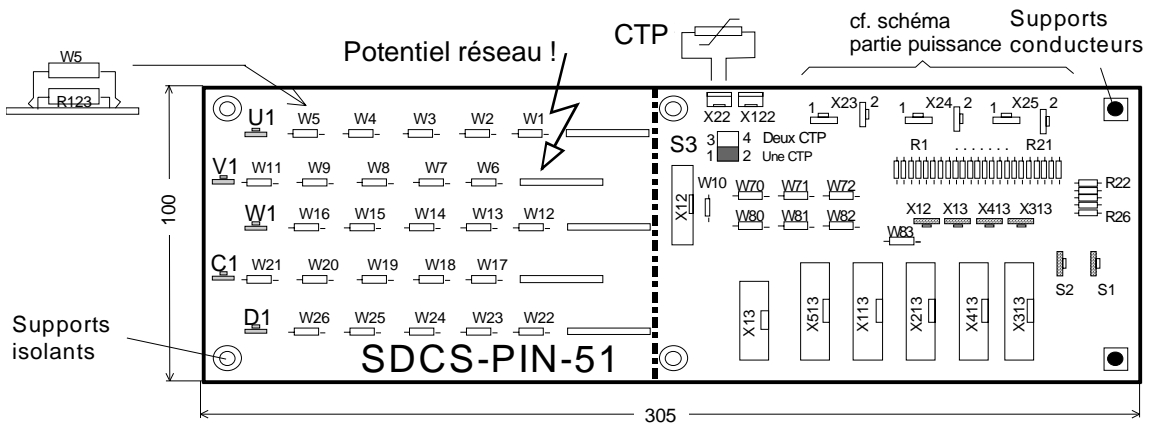 cf. schéma
partie puissance
Supports
conducteurs
CTP
Potentiel réseau !
W5
R123
X22 X122
1 X23 2 1 X24 2 1 X25 2
U1 W5 W4 W3 W2 W1
S3
3 4 Deux CTP
1 2 Une CTP
R1 ....... R21
V1 W11 W9 W8 W7 W6
W10 W70 W71 W72
R22
X12
W1 W16 W15 W14 W13 W12
W80 W81 W82
X12 X13 X413 X313
R26
W83
100
C1 W21 W20 W19 W18 W17
S2 S1
D1 W26 W25 W24 W23 W22
X13 X513 X113 X213 X413 X313
Supports
isolants
SDCS-PIN-51
305